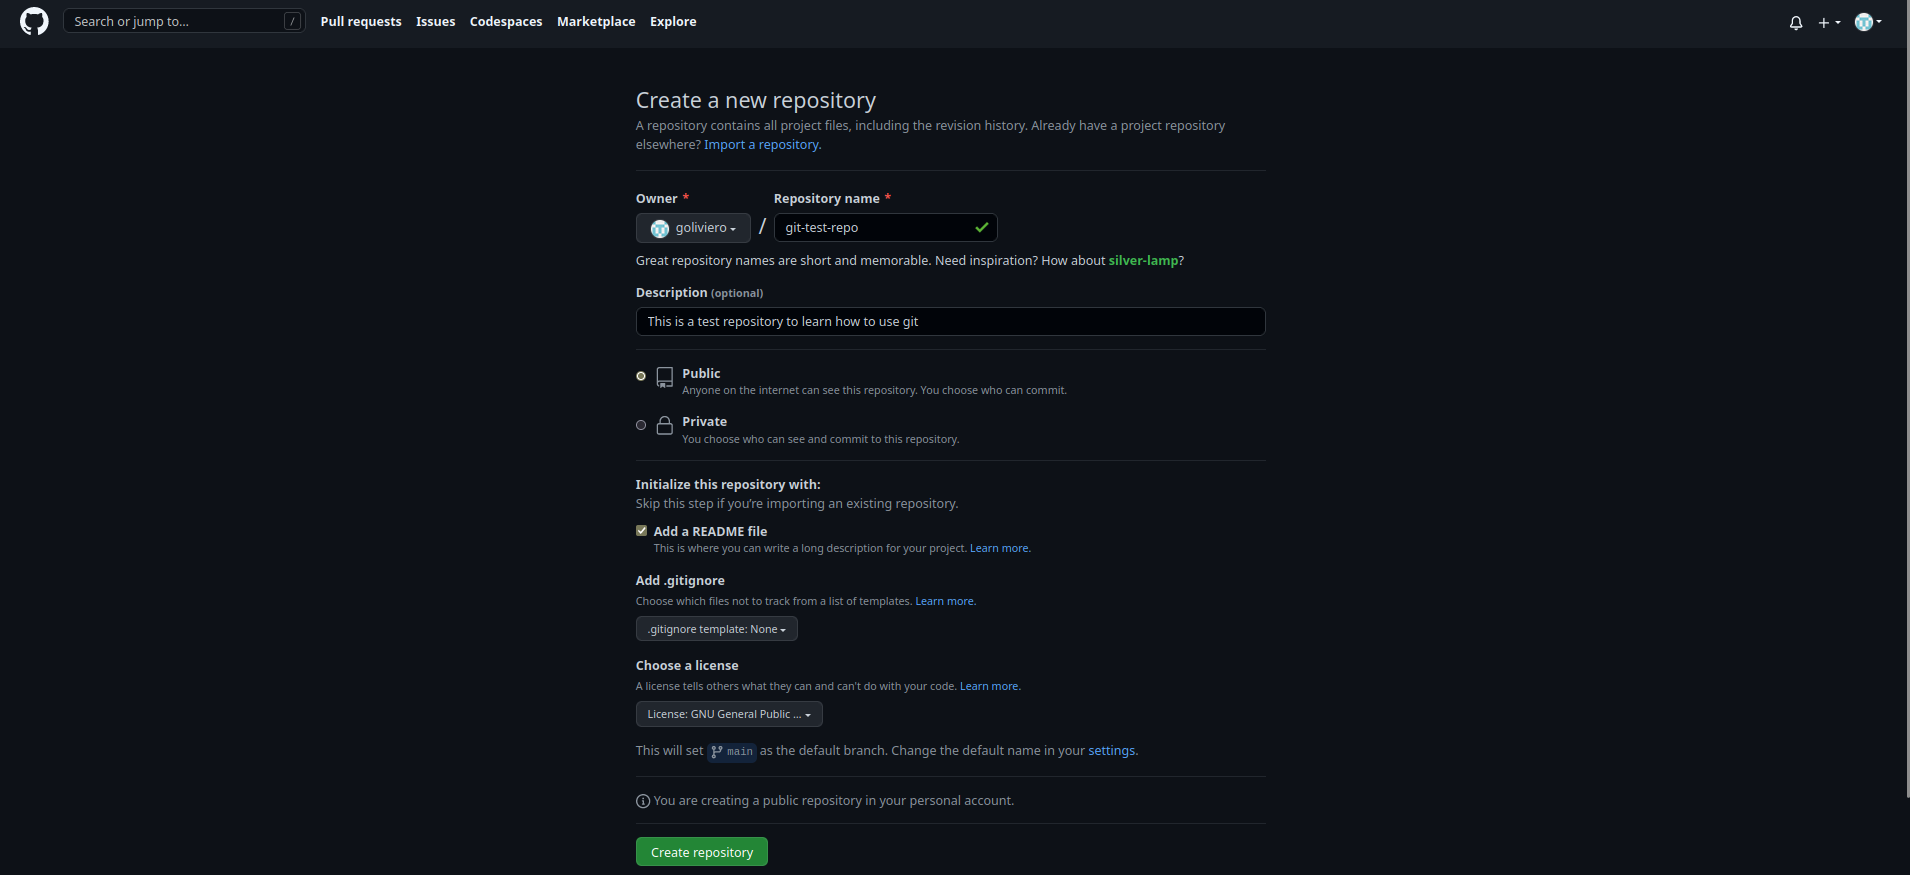 Search or jump to... /
Pull requests Issues Codespaces Marketplace Explore
Create a new repository
A repository contains all project files, including the revision history. Already have a project repository
elsewhere? Import a repository.
Owner * Repository name *
goliviero / git-test-repo
Great repository names are short and memorable. Need inspiration? How about silver-lamp?
Description (optional)
This is a test repository to learn how to use git
Public
Anyone on the internet can see this repository. You choose who can commit.
Private
You choose who can see and commit to this repository.
Initialize this repository with:
Skip this step if you're importing an existing repository.
Add a README file
This is where you can write a long description for your project. Learn more.
Add .gitignore
Choose which files not to track from a list of templates. Learn more.
.gitignore template: None
Choose a license
A license tells others what they can and can't do with your code. Learn more.
License: GNU General Public ...
This will set main as the default branch. Change the default name in your settings.
You are creating a public repository in your personal account.
Create repository